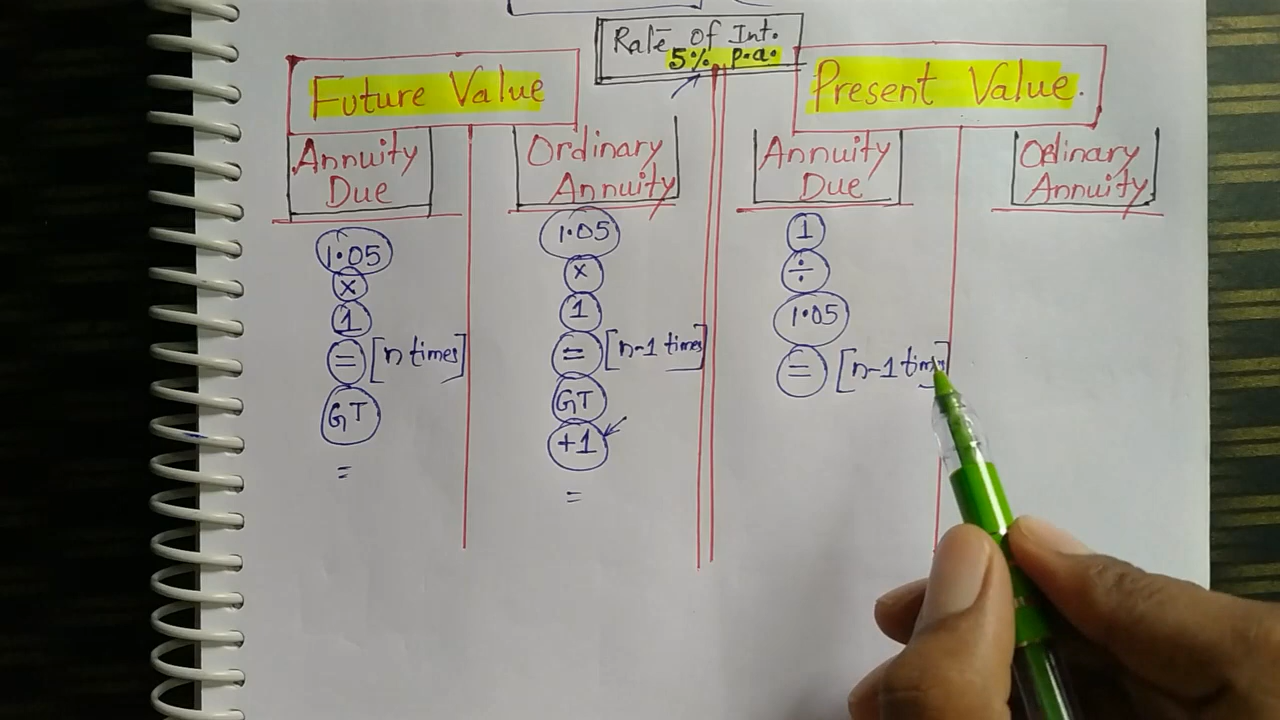 Rate of Int.
5% p.a.
Future Value
Present Value.
Annuity
Due
Ordinary
Annuity
Annuity
Due
Ordinary
Annuity
1.05
×
1
= [n times]
GT
=
1.05
×
1
= [n-1 times]
GT
+1
=
1
÷
1.05
= [n-1 times]